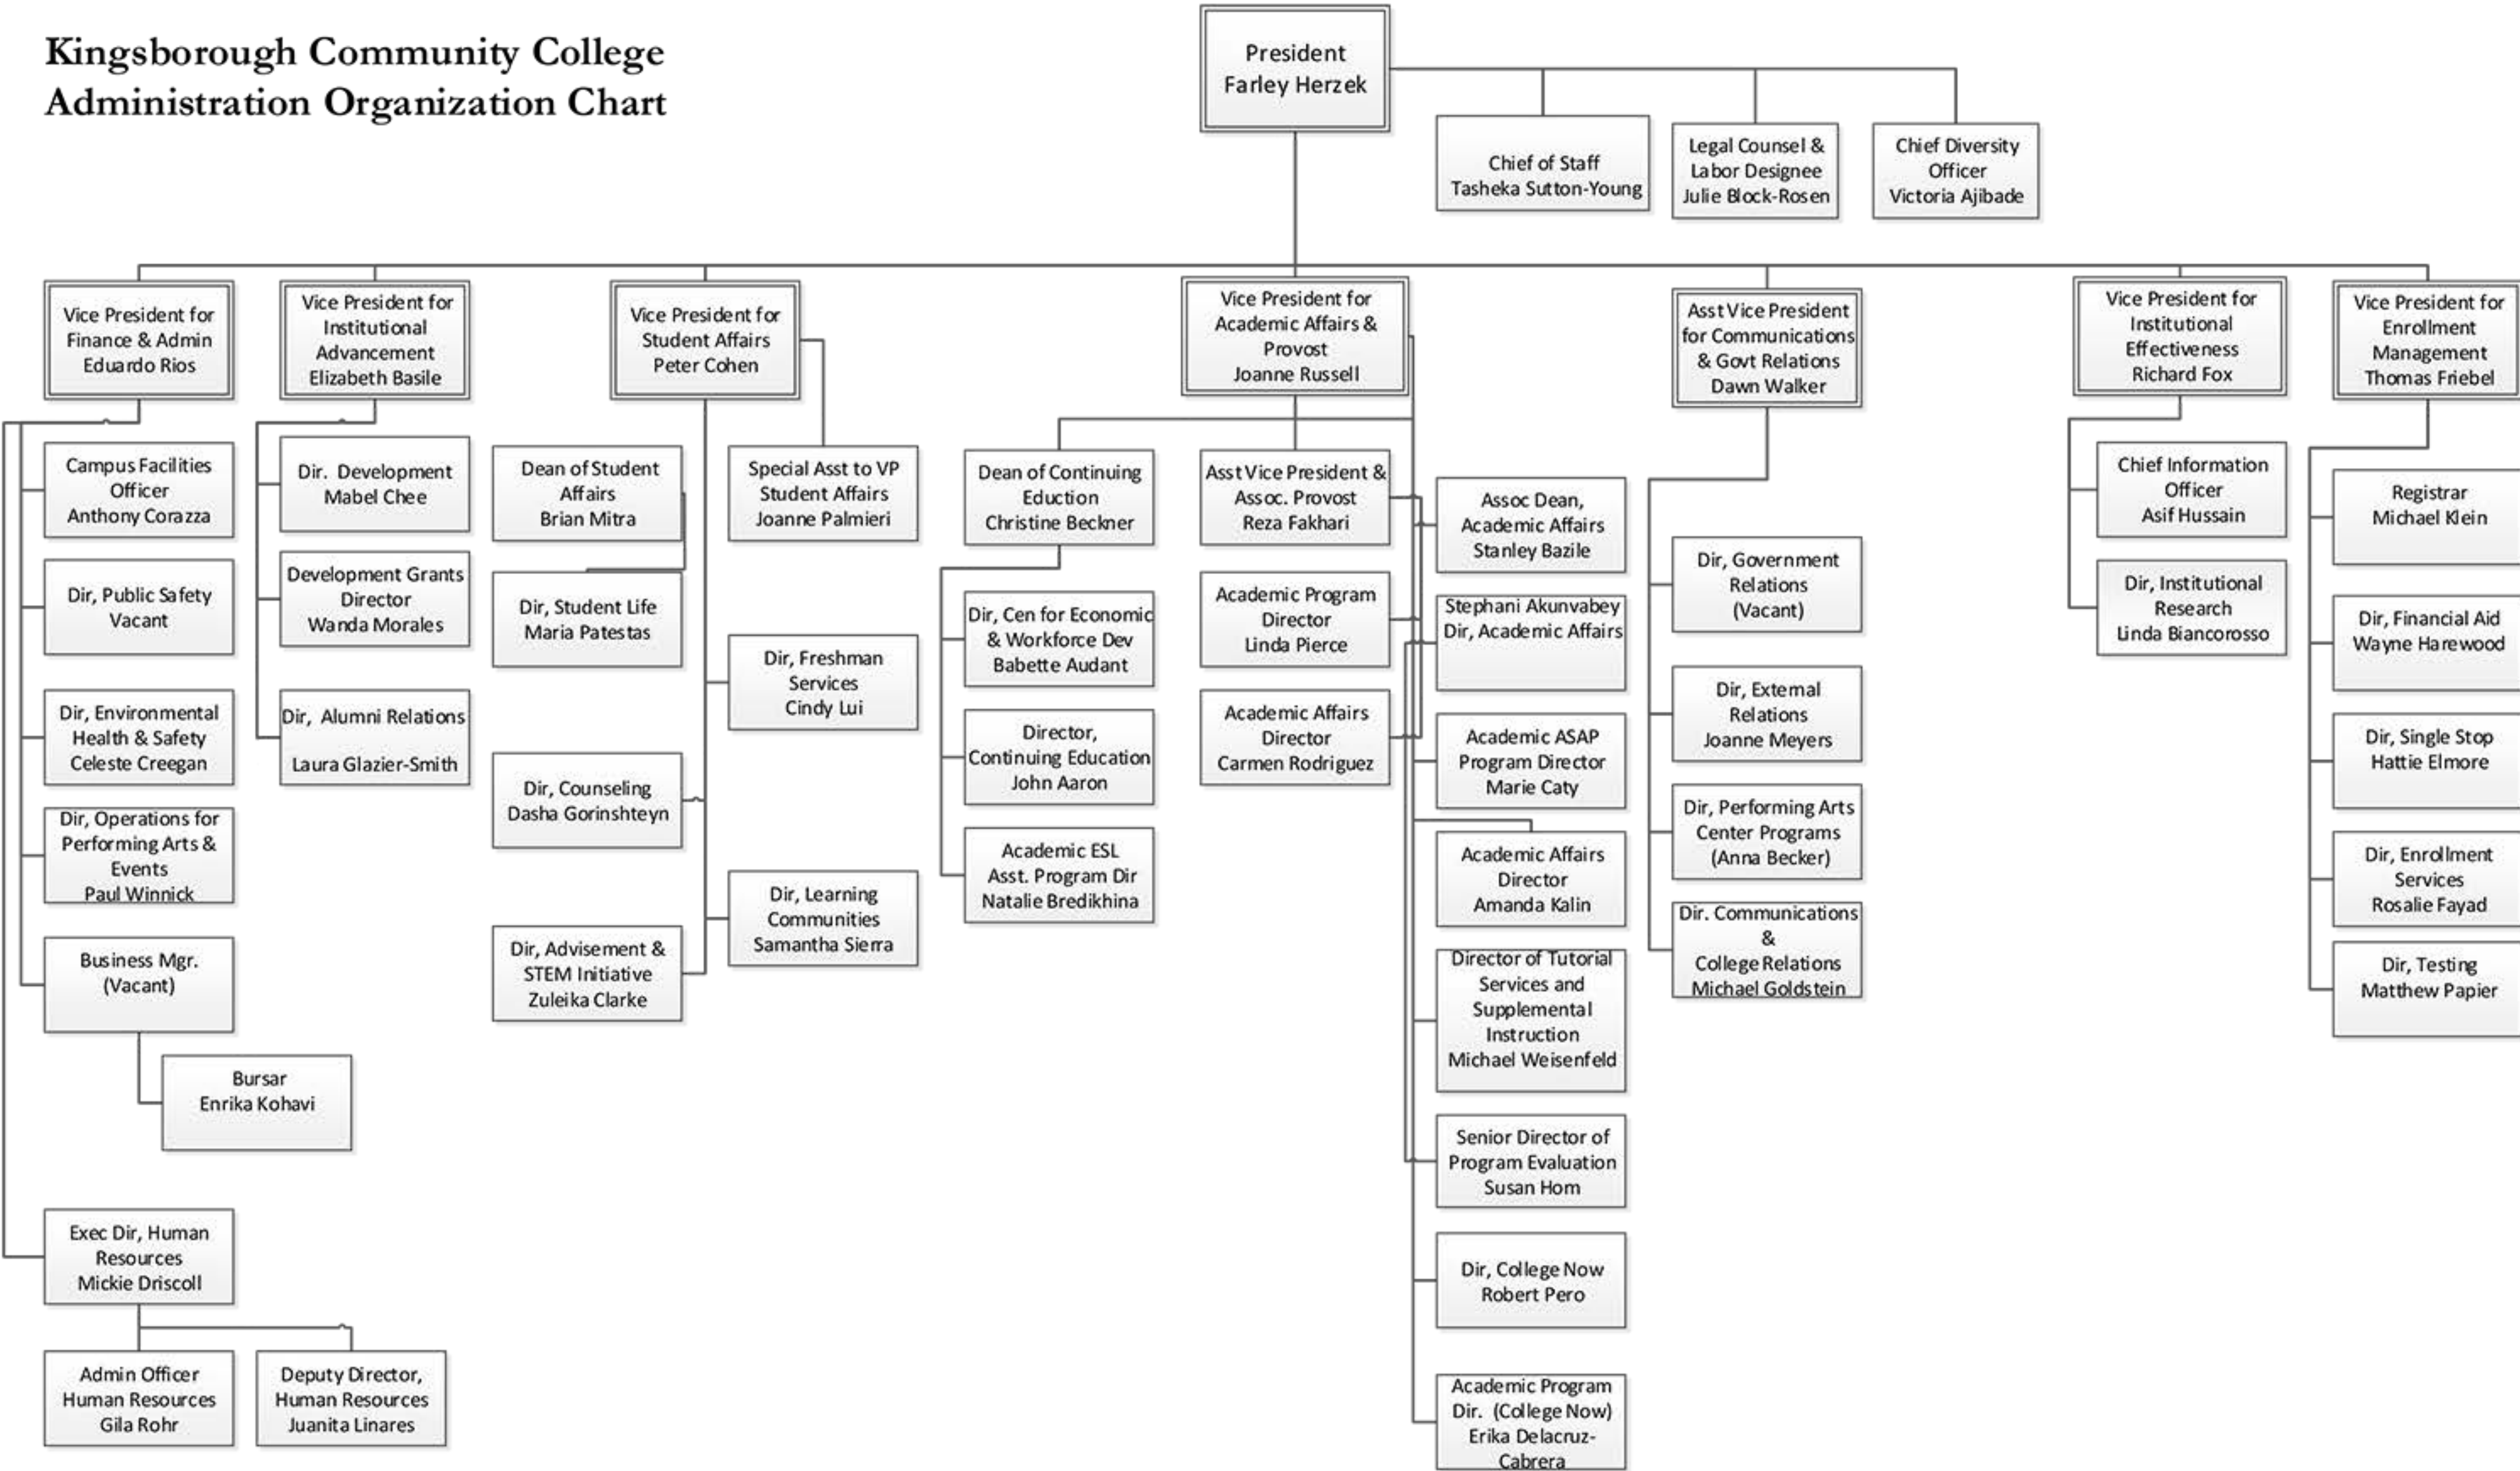 Kingsborough Community College
Administration Organization Chart
President
Farley Herzek
Chief of Staff
Tasheka Sutton-Young
Legal Counsel &
Labor Designee
Julie Block-Rosen
Chief Diversity
Officer
Victoria Ajibade
Vice President for
Finance & Admin
Eduardo Rios
Vice President for
Institutional
Advancement
Elizabeth Basile
Vice President for
Student Affairs
Peter Cohen
Vice President for
Academic Affairs &
Provost
Joanne Russell
Asst Vice President
for Communications
& Govt Relations
Dawn Walker
Vice President for
Institutional
Effectiveness
Richard Fox
Vice President for
Enrollment
Management
Thomas Friebel
Campus Facilities
Officer
Anthony Corazza
Dir, Public Safety
Vacant
Dir, Environmental
Health & Safety
Celeste Creegan
Dir, Operations for
Performing Arts &
Events
Paul Winnick
Business Mgr.
(Vacant)
Bursar
Enrika Kohavi
Exec Dir, Human
Resources
Mickie Driscoll
Admin Officer
Human Resources
Gila Rohr
Deputy Director,
Human Resources
Juanita Linares
Dir. Development
Mabel Chee
Development Grants
Director
Wanda Morales
Dir, Alumni Relations
Laura Glazier-Smith
Dean of Student
Affairs
Brian Mitra
Dir, Student Life
Maria Patestas
Dir, Counseling
Dasha Gorinshteyn
Dir, Advisement &
STEM Initiative
Zuleika Clarke
Special Asst to VP
Student Affairs
Joanne Palmieri
Dir, Freshman
Services
Cindy Lui
Dir, Learning
Communities
Samantha Sierra
Dean of Continuing
Eduction
Christine Beckner
Dir, Cen for Economic
& Workforce Dev
Babette Audant
Director,
Continuing Education
John Aaron
Academic ESL
Asst. Program Dir
Natalie Bredikhina
Asst Vice President &
Assoc. Provost
Reza Fakhari
Academic Program
Director
Linda Pierce
Academic Affairs
Director
Carmen Rodriguez
Assoc Dean,
Academic Affairs
Stanley Bazile
Stephani Akunvabey
Dir, Academic Affairs
Academic ASAP
Program Director
Marie Caty
Academic Affairs
Director
Amanda Kalin
Director of Tutorial
Services and
Supplemental
Instruction
Michael Weisenfeld
Senior Director of
Program Evaluation
Susan Hom
Dir, College Now
Robert Pero
Academic Program
Dir. (College Now)
Erika Delacruz-
Cabrera
Dir, Government
Relations
(Vacant)
Dir, External
Relations
Joanne Meyers
Dir, Performing Arts
Center Programs
(Anna Becker)
Dir. Communications
&
College Relations
Michael Goldstein
Chief Information
Officer
Asif Hussain
Dir, Institutional
Research
Linda Biancorosso
Registrar
Michael Klein
Dir, Financial Aid
Wayne Harewood
Dir, Single Stop
Hattie Elmore
Dir, Enrollment
Services
Rosalie Fayad
Dir, Testing
Matthew Papier